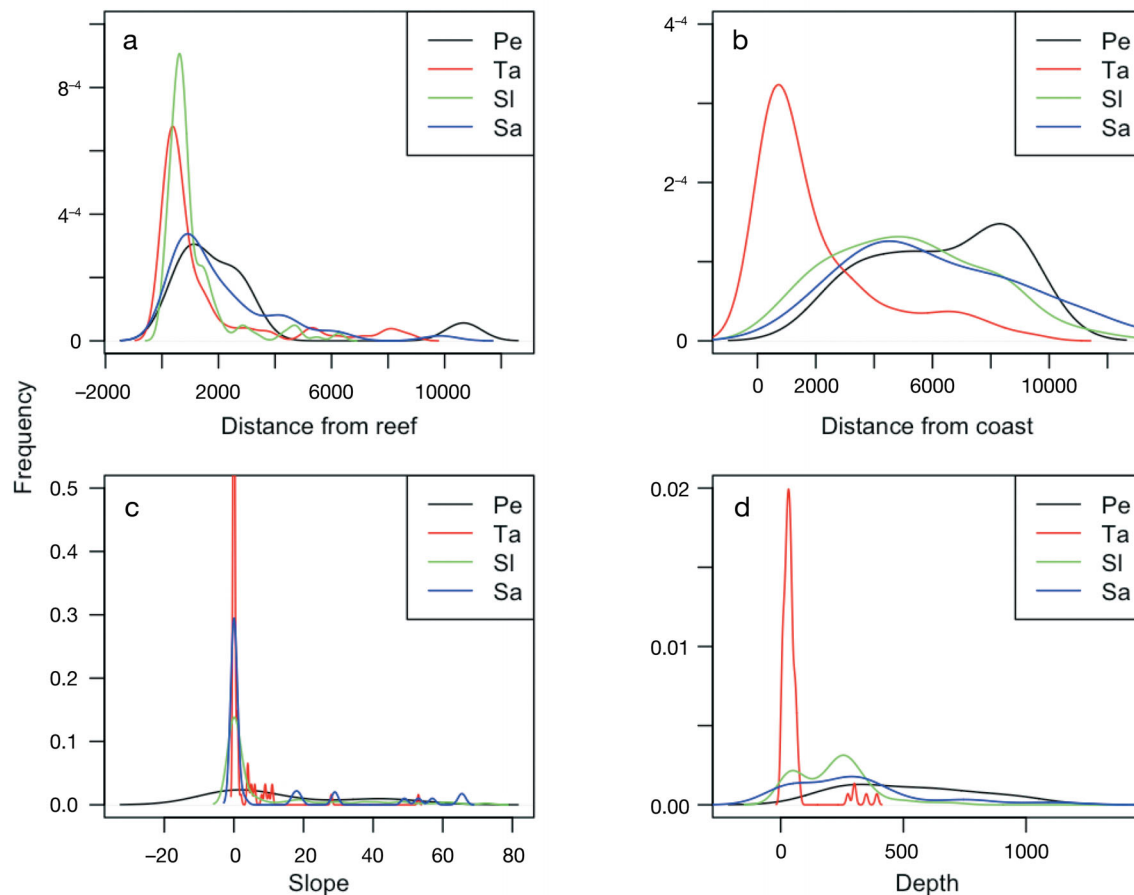 a
Pe
Ta
Sl
Sa
8⁻⁴
4⁻⁴
0
−2000 2000 6000 10000
Distance from reef
b
Pe
Ta
Sl
Sa
4⁻⁴
2⁻⁴
0⁻⁴
0 2000 6000 10000
Distance from coast
Frequency
c
Pe
Ta
Sl
Sa
0.5
0.4
0.3
0.2
0.1
0.0
−20 0 20 40 60 80
Slope
d
Pe
Ta
Sl
Sa
0.02
0.01
0.00
0 500 1000
Depth